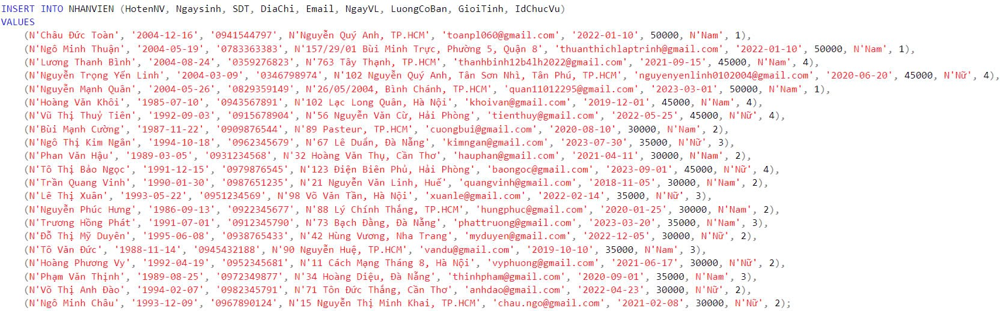 INSERT INTO NHANVIEN (HotenNV, Ngaysinh, SDT, DiaChi, Email, NgayVL, LuongCoBan, GioiTinh, IdChucVu)
VALUES
(N'Châu Đức Toàn', '2004-12-16', '0941544797', N'Nguyễn Quý Anh, TP.HCM', 'toanpl060@gmail.com', '2022-01-10', 50000, N'Nam', 1),
(N'Ngô Minh Thuận', '2004-05-19', '0783363383', N'157/29/01 Bùi Minh Trực, Phường 5, Quận 8', 'thuanthichlaptrinh@gmail.com', '2022-01-10', 50000, N'Nam', 1),
(N'Lương Thanh Bình', '2004-08-24', '0359276823', N'763 Tây Thạnh, TP.HCM', 'thanhbinh12b4lh2022@gmail.com', '2021-09-15', 45000, N'Nam', 4),
(N'Nguyễn Trọng Yến Linh', '2004-03-09', '0346798974', N'102 Nguyễn Quý Anh, Tân Sơn Nhì, Tân Phú, TP.HCM', 'nguyenyenlinh0102004@gmail.com', '2020-06-20', 45000, N'Nữ', 4),
(N'Nguyễn Mạnh Quân', '2004-05-26', '0829359149', N'26/05/2004, Bình Chánh, TP.HCM', 'quan11012295@gmail.com', '2023-03-01', 50000, N'Nam', 1),
(N'Hoàng Văn Khôi', '1985-07-10', '0943567891', N'102 Lạc Long Quân, Hà Nội', 'khoivan@gmail.com', '2019-12-01', 45000, N'Nam', 4),
(N'Vũ Thị Thuỷ Tiên', '1992-09-03', '0915678904', N'56 Nguyễn Văn Cừ, Hải Phòng', 'tienthuy@gmail.com', '2022-05-25', 45000, N'Nữ', 4),
(N'Bùi Mạnh Cường', '1987-11-22', '0909876544', N'89 Pasteur, TP.HCM', 'cuongbui@gmail.com', '2020-08-10', 30000, N'Nam', 2),
(N'Ngô Thị Kim Ngân', '1994-10-18', '0962345679', N'67 Lê Duẩn, Đà Nẵng', 'kimngan@gmail.com', '2023-07-30', 35000, N'Nữ', 3),
(N'Phan Văn Hậu', '1989-03-05', '0931234568', N'32 Hoàng Văn Thụ, Cần Thơ', 'hauphan@gmail.com', '2021-04-11', 30000, N'Nam', 2),
(N'Tô Thị Bảo Ngọc', '1991-12-15', '0979876545', N'123 Điện Biên Phủ, Hải Phòng', 'baongoc@gmail.com', '2023-09-01', 45000, N'Nữ', 4),
(N'Trần Quang Vinh', '1990-01-30', '0987651235', N'21 Nguyễn Văn Linh, Huế', 'quangvinh@gmail.com', '2018-11-05', 30000, N'Nam', 2),
(N'Lê Thị Xuân', '1993-05-22', '0951234569', N'98 Võ Văn Tần, Hà Nội', 'xuanle@gmail.com', '2022-02-14', 35000, N'Nữ', 3),
(N'Nguyễn Phúc Hưng', '1986-09-13', '0922345677', N'88 Lý Chính Thắng, TP.HCM', 'hungphuc@gmail.com', '2020-01-25', 30000, N'Nam', 2),
(N'Trương Hồng Phát', '1991-07-01', '0912345790', N'73 Bạch Đằng, Đà Nẵng', 'phattruong@gmail.com', '2023-03-20', 35000, N'Nam', 3),
(N'Đỗ Thị Mỹ Duyên', '1995-06-08', '0938765433', N'42 Hùng Vương, Nha Trang', 'myduyen@gmail.com', '2022-12-05', 30000, N'Nữ', 2),
(N'Tô Văn Đức', '1988-11-14', '0945432188', N'90 Nguyễn Huệ, TP.HCM', 'vandu@gmail.com', '2019-10-10', 35000, N'Nam', 3),
(N'Hoàng Phương Vy', '1992-04-19', '0952345681', N'11 Cách Mạng Tháng 8, Hà Nội', 'vyphuong@gmail.com', '2021-06-17', 30000, N'Nữ', 2),
(N'Phạm Văn Thịnh', '1989-08-25', '0972349877', N'34 Hoàng Diệu, Đà Nẵng', 'thinhpham@gmail.com', '2020-09-01', 35000, N'Nam', 3),
(N'Võ Thị Anh Đào', '1994-02-07', '0982345791', N'71 Tôn Đức Thắng, Cần Thơ', 'anhdao@gmail.com', '2022-04-23', 30000, N'Nữ', 2),
(N'Ngô Minh Châu', '1993-12-09', '0967890124', N'15 Nguyễn Thị Minh Khai, TP.HCM', 'chau.ngo@gmail.com', '2021-02-08', 30000, N'Nữ', 2);